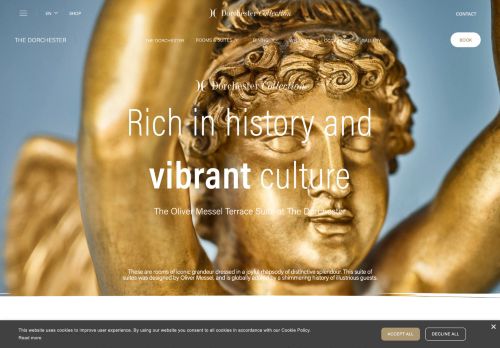 EN
SHOP
Dorchester Collection
CONTACT
THE DORCHESTER
THE DORCHESTER
ROOMS & SUITES
DINING
GALLERY
BOOK
Dorchester Collection
Rich in history and
vibrant culture
The Oliver Messel Terrace Suite at The Dorchester
These are rooms of iconic grandeur dressed in a joyful rhapsody of distinctive splendour. This suite of
suites was designed by Oliver Messel, and is globally adored by a shimmering history of illustrious guests.
This website uses cookies to improve user experience. By using our website you consent to all cookies in accordance with our Cookie Policy.
Read more
ACCEPT ALL
DECLINE ALL